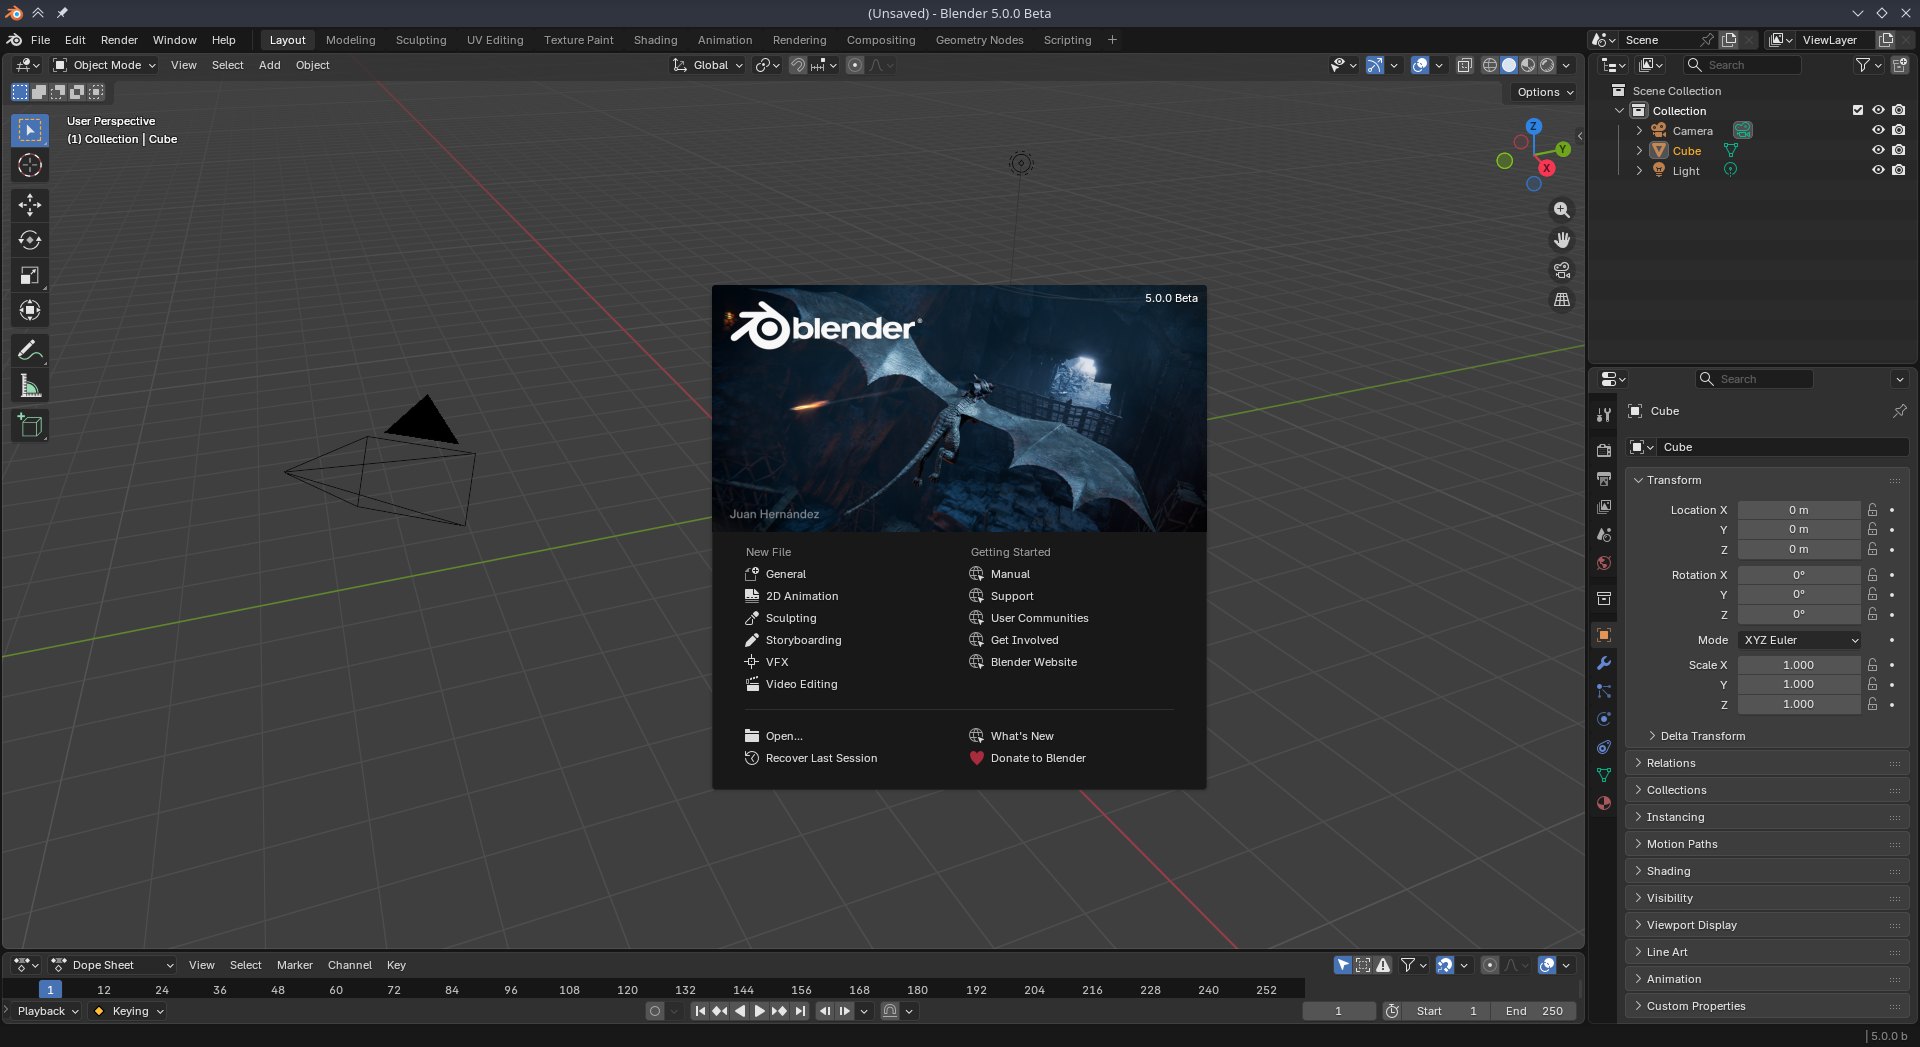 (Unsaved) - Blender 5.0.0 Beta
File Edit Render Window Help Layout Modeling Sculpting UV Editing Texture Paint Shading Animation Rendering Compositing Geometry Nodes Scripting + Scene ViewLayer
Object Mode View Select Add Object Global Search
Options
User Perspective
(1) Collection | Cube
Z
Y
X
Scene Collection
Collection
Camera
Cube
Light
5.0.0 Beta
blender
Juan Hernández
New File
General
2D Animation
Sculpting
Storyboarding
VFX
Video Editing
Getting Started
Manual
Support
User Communities
Get Involved
Blender Website
Open...
Recover Last Session
What's New
Donate to Blender
Search
Cube
Cube
Transform
Location X 0 m
Y 0 m
Z 0 m
Rotation X 0°
Y 0°
Z 0°
Mode XYZ Euler
Scale X 1.000
Y 1.000
Z 1.000
Delta Transform
Relations
Collections
Instancing
Motion Paths
Shading
Visibility
Viewport Display
Line Art
Animation
Custom Properties
Dope Sheet View Select Marker Channel Key
1 12 24 36 48 60 72 84 96 108 120 132 144 156 168 180 192 204 216 228 240 252
Playback Keying 1 Start 1 End 250
5.0.0 b